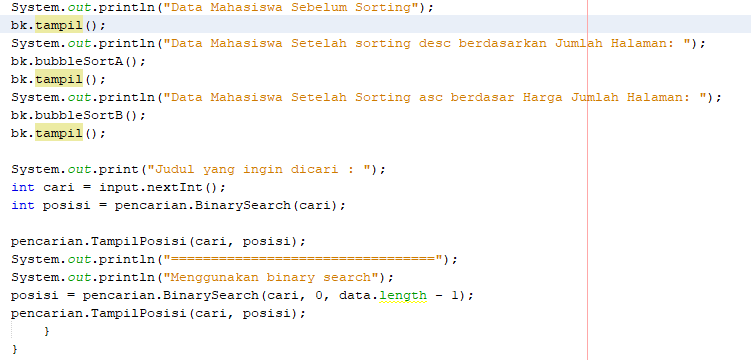 System.out.println("Data Mahasiswa Sebelum Sorting");
bk.tampil();
System.out.println("Data Mahasiswa Setelah sorting desc berdasarkan Jumlah Halaman: ");
bk.bubbleSortA();
bk.tampil();
System.out.println("Data Mahasiswa Setelah Sorting asc berdasar Harga Jumlah Halaman: ");
bk.bubbleSortB();
bk.tampil();

System.out.print("Judul yang ingin dicari : ");
int cari = input.nextInt();
int posisi = pencarian.BinarySearch(cari);

pencarian.TampilPosisi(cari, posisi);
System.out.println("=================================");
System.out.println("Menggunakan binary search");
posisi = pencarian.BinarySearch(cari, 0, data.length - 1);
pencarian.TampilPosisi(cari, posisi);
    }
}